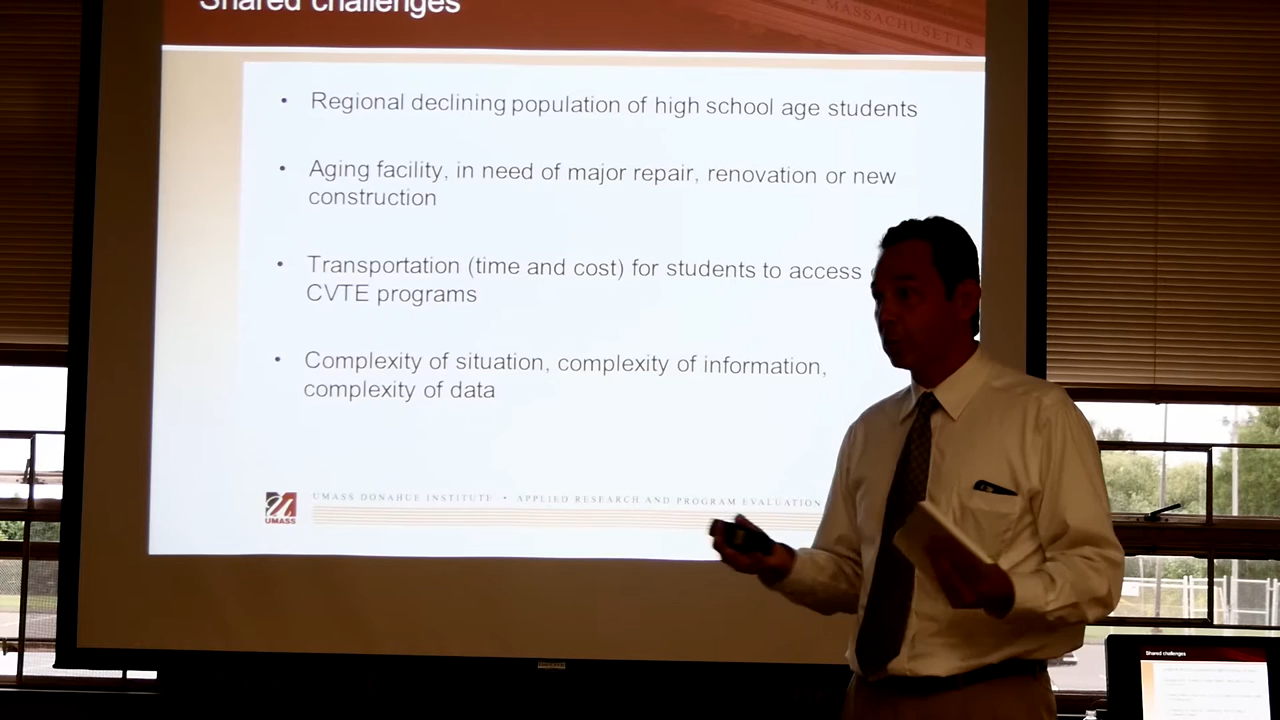 Shared challenges
OF MASSACHUSETTS
• Regional declining population of high school age students
• Aging facility, in need of major repair, renovation or new
construction
• Transportation (time and cost) for students to access
CVTE programs
• Complexity of situation, complexity of information,
complexity of data
UMASS
UMASS DONAHUE INSTITUTE • APPLIED RESEARCH AND PROGRAM EVALUATION
Shared challenges